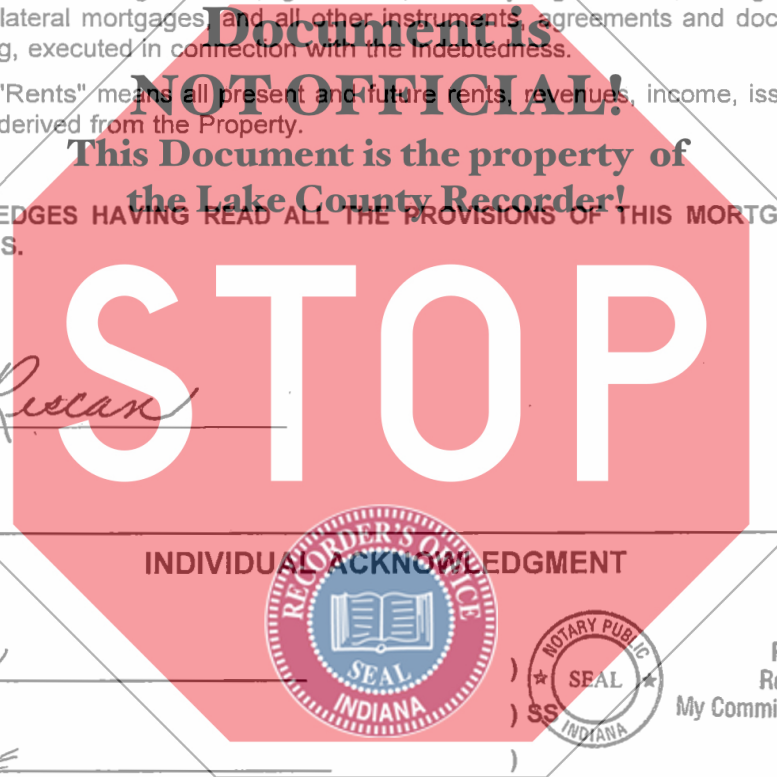 lateral mortgages, and all other instruments, agreements and doc
Document is
g, executed in connection with the Indebtedness.
NOT OFFICIAL!
"Rents" means all present and future rents, revenues, income, iss
derived from the Property.
This Document is the property of
the Lake County Recorder!
EDGES HAVING READ ALL THE PROVISIONS OF THIS MORTG
S.
STOP
RECORDER'S OFFICE
INDIVIDUAL ACKNOWLEDGMENT
SEAL
INDIANA
NOTARY PUBLIC
SEAL
INDIANA
)
) SS
)
R
Re
My Commi